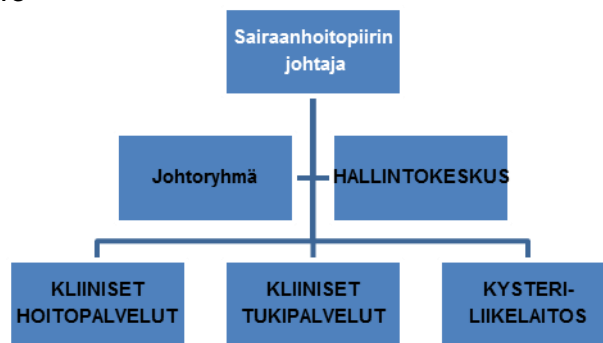 Sairaanhoitopiirin
johtaja
Johtoryhmä
HALLINTOKESKUS
KLIINISET
HOITOPALVELUT
KLIINISET
TUKIPALVELUT
KYSTERI-
LIIKELAITOS